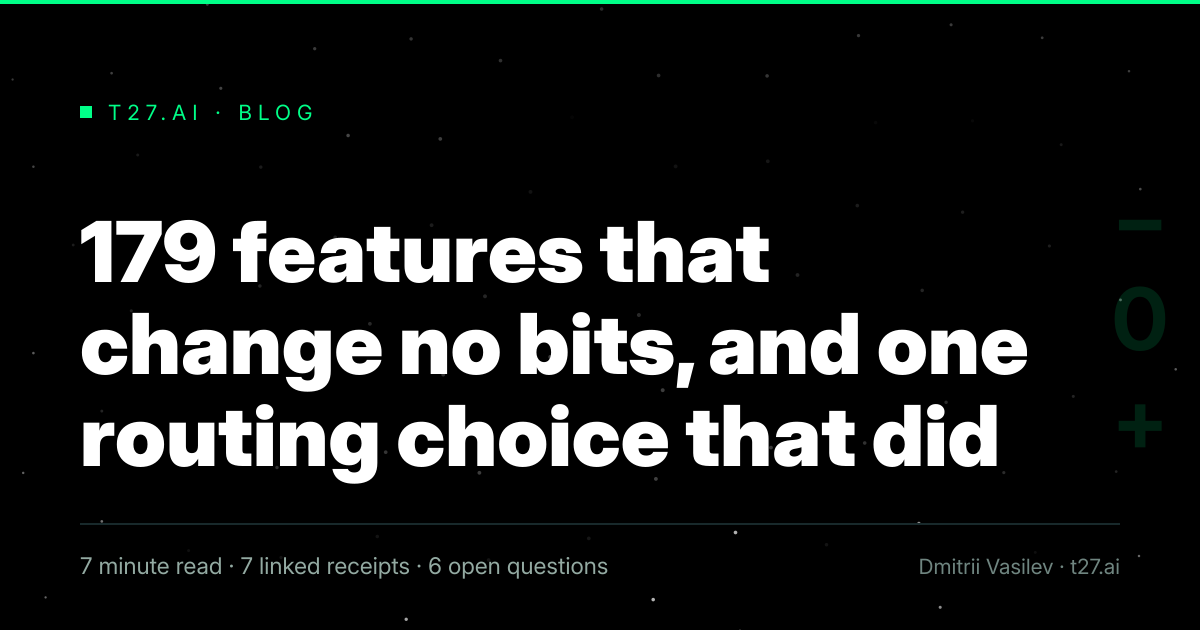 T27.AI · BLOG
179 features that
change no bits, and one
routing choice that did
7 minute read · 7 linked receipts · 6 open questions
Dmitrii Vasilev · t27.ai
−
0
+